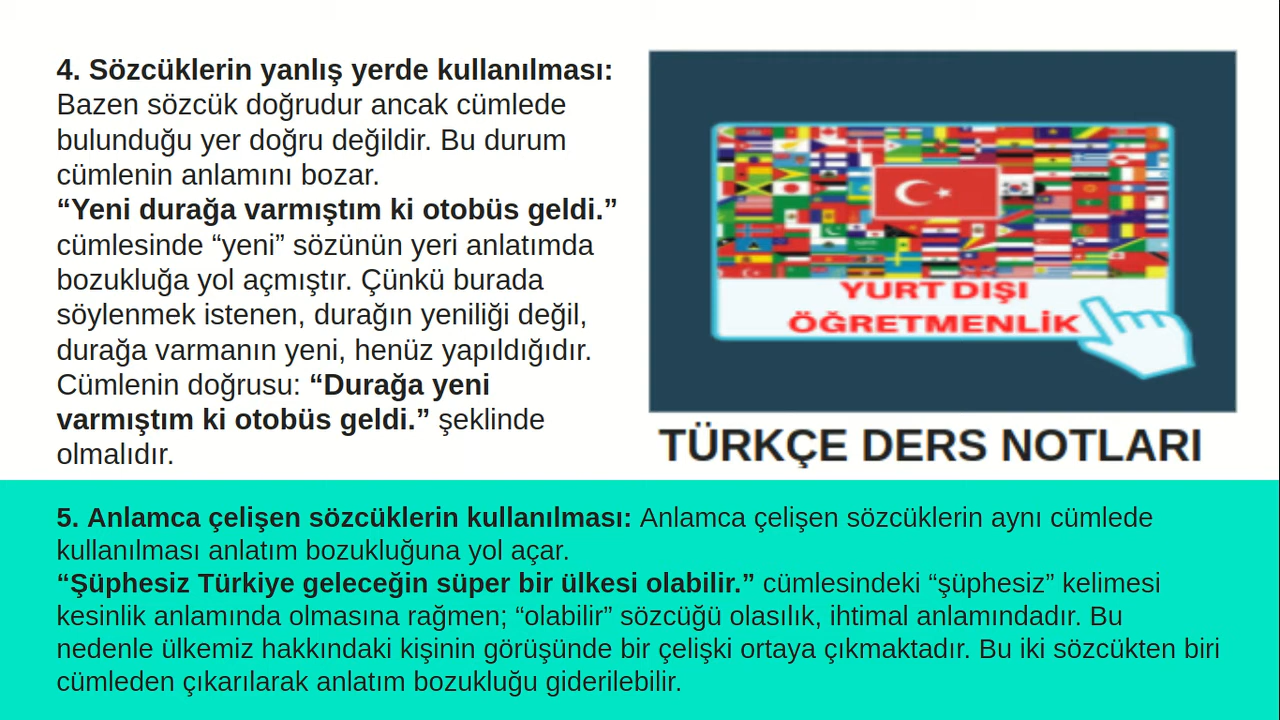 4. Sözcüklerin yanlış yerde kullanılması:
Bazen sözcük doğrudur ancak cümlede
bulunduğu yer doğru değildir. Bu durum
cümlenin anlamını bozar.
“Yeni durağa varmıştım ki otobüs geldi.”
cümlesinde “yeni” sözünün yeri anlatımda
bozukluğa yol açmıştır. Çünkü burada
söylenmek istenen, durağın yeniliği değil,
durağa varmanın yeni, henüz yapıldığıdır.
Cümlenin doğrusu: “Durağa yeni
varmıştım ki otobüs geldi.” şeklinde
olmalıdır.
YURT DIŞI
ÖĞRETMENLİK
TÜRKÇE DERS NOTLARI
5. Anlamca çelişen sözcüklerin kullanılması: Anlamca çelişen sözcüklerin aynı cümlede
kullanılması anlatım bozukluğuna yol açar.
“Şüphesiz Türkiye geleceğin süper bir ülkesi olabilir.” cümlesindeki “şüphesiz” kelimesi
kesinlik anlamında olmasına rağmen; “olabilir” sözcüğü olasılık, ihtimal anlamındadır. Bu
nedenle ülkemiz hakkındaki kişinin görüşünde bir çelişki ortaya çıkmaktadır. Bu iki sözcükten biri
cümleden çıkarılarak anlatım bozukluğu giderilebilir.